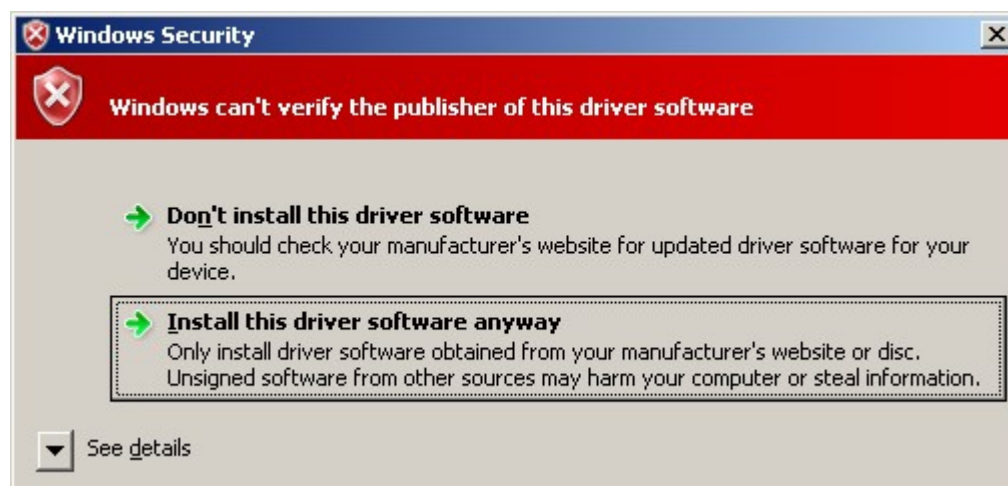 Windows Security
Windows can't verify the publisher of this driver software
Don't install this driver software
You should check your manufacturer's website for updated driver software for your
device.
Install this driver software anyway
Only install driver software obtained from your manufacturer's website or disc.
Unsigned software from other sources may harm your computer or steal information.
See details